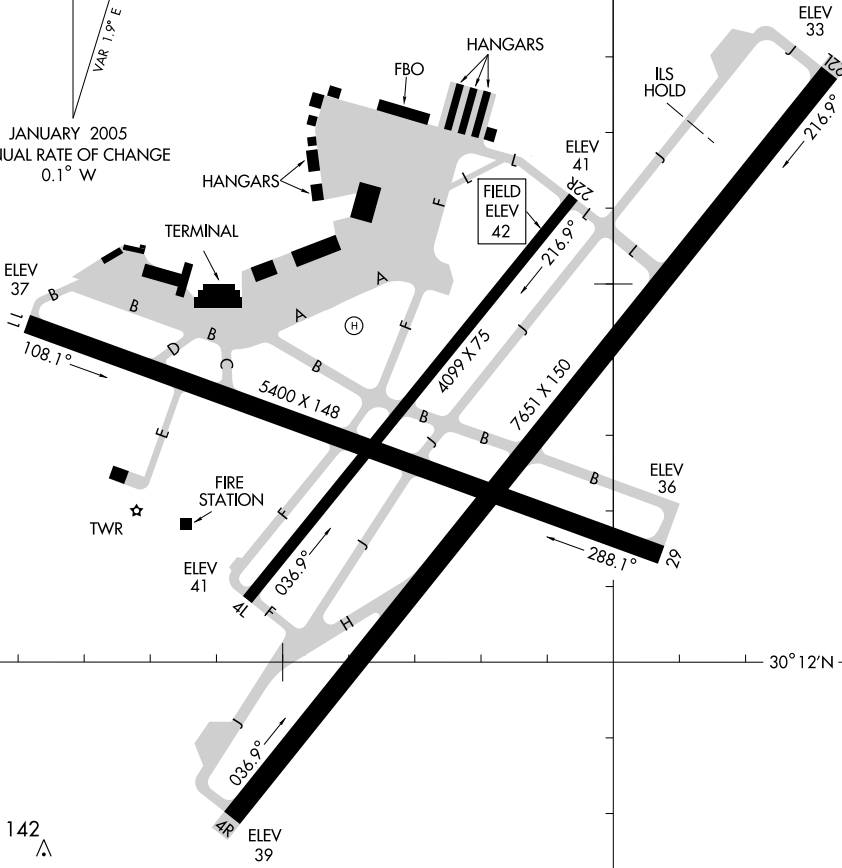 ELEV
33
HANGARS
J
22L
VAR 1.9° E
FBO
ILS
HOLD
216.9°
JANUARY 2005
NUAL RATE OF CHANGE
0.1° W
ELEV
41
J
L
L
22R
HANGARS
FIELD
ELEV
42
F
L
TERMINAL
216.9°
L
ELEV
37
A
B
B
A
H
F
J
11
B
D
C
B
4099 X 75
108.1°
7651 X 150
5400 X 148
B
J
B
E
B
ELEV
36
FIRE
STATION
F
TWR
J
288.1°
29
ELEV
41
036.9°
4L
F
H
30°12'N
J
036.9°
142
4R
ELEV
39